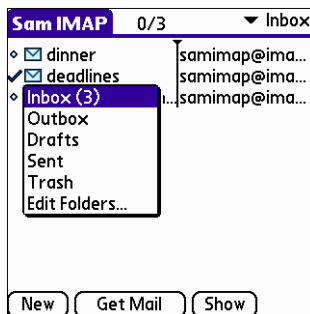 Sam IMAP 0/3 Inbox
dinner samimap@ima...
deadlines samimap@ima...
...samimap@ima...
Inbox (3)
Outbox
Drafts
Sent
Trash
Edit Folders...
New Get Mail Show